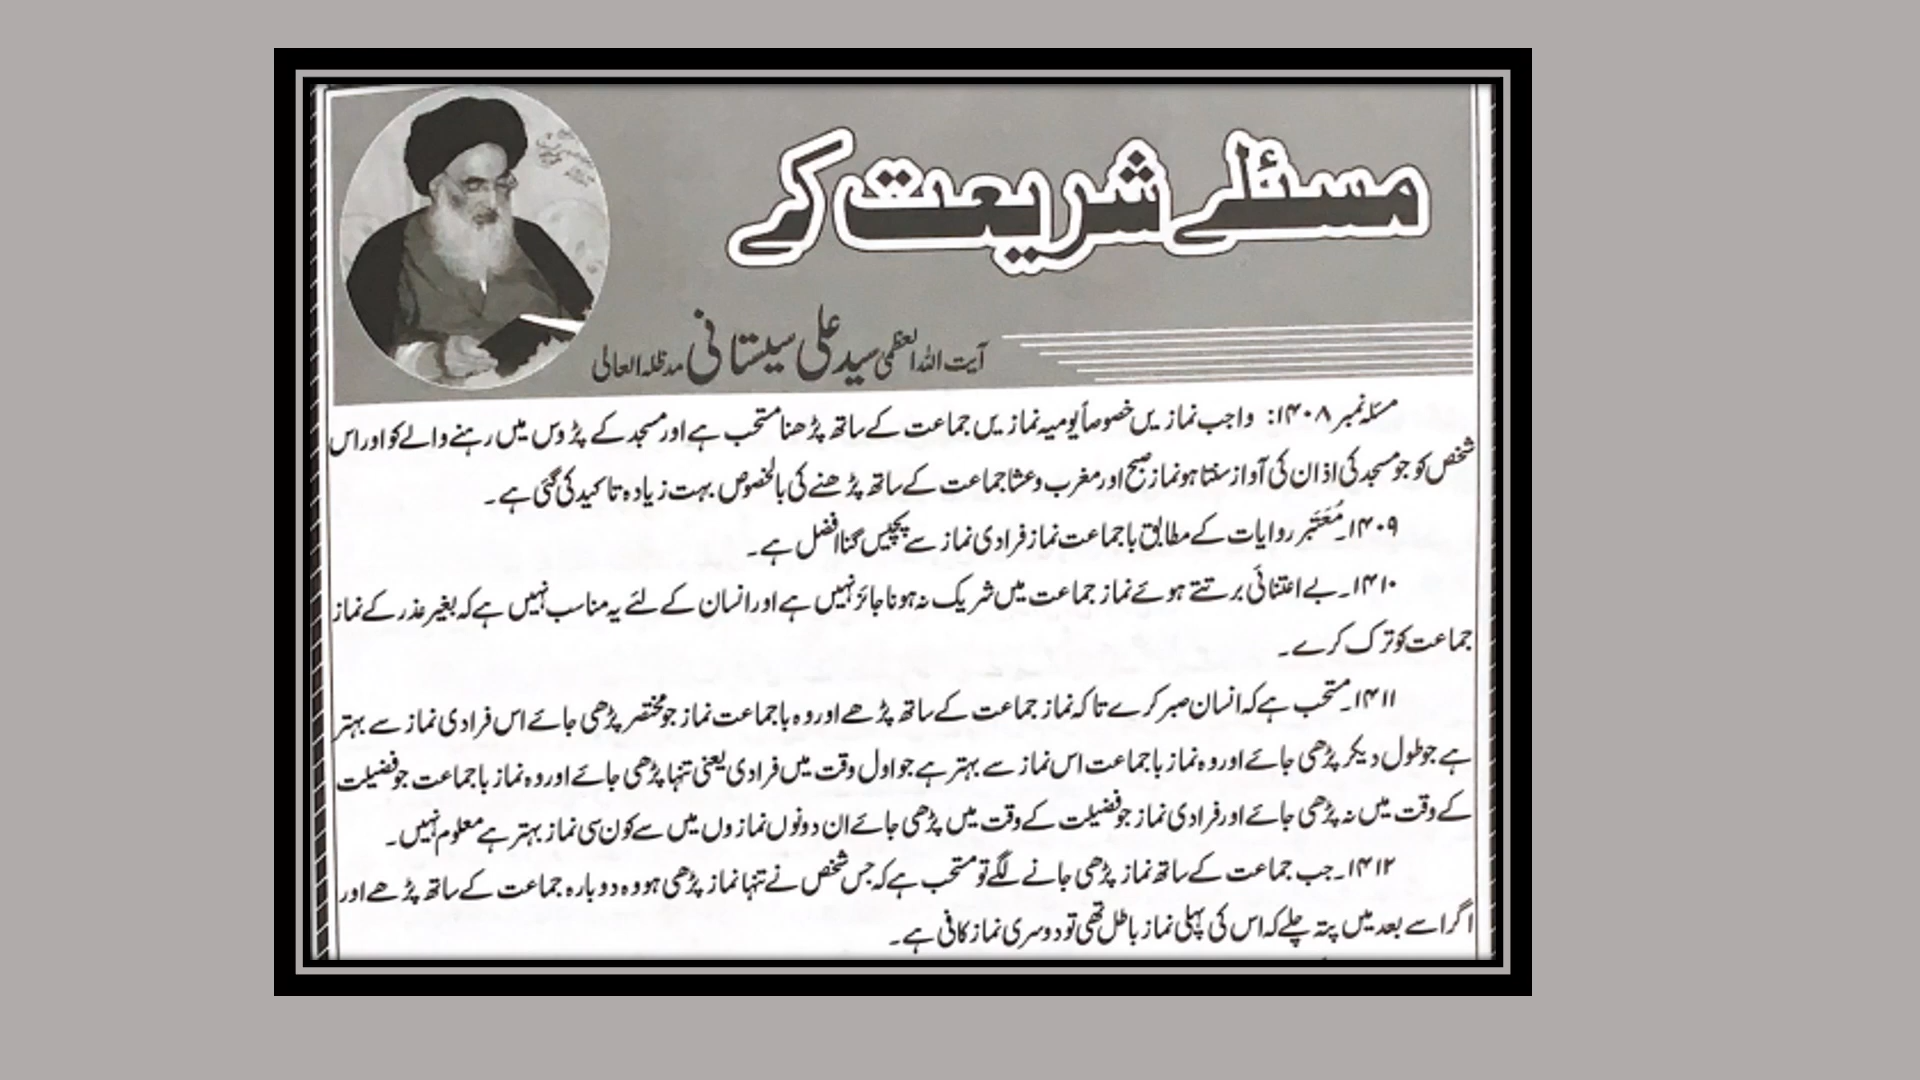 مسئلے شریعت کے
آیت اللہ العظمیٰ سید علی سیستانی مدظلہ العالی
مسئلہ نمبر ۱۴۰۸: واجب نمازیں خصوصاً یومیہ نمازیں جماعت کے ساتھ پڑھنا مستحب ہے اور مسجد کے پڑوس میں رہنے والے کو اور اس
شخص کو جو مسجد کی اذان کی آواز سنتا ہو نماز صبح اور مغرب و عشا جماعت کے ساتھ پڑھنے کی بالخصوص بہت زیادہ تاکید کی گئی ہے۔
۱۴۰۹۔ مُعتَبَر روایات کے مطابق با جماعت نماز فرادی نماز سے پچیس گنا افضل ہے۔
۱۴۱۰۔ بے اعتنائی برتتے ہوئے نماز جماعت میں شریک نہ ہونا جائز نہیں ہے اور انسان کے لئے یہ مناسب نہیں ہے کہ بغیر عذر کے نماز
جماعت کو ترک کرے۔
۱۴۱۱۔ مستحب ہے کہ انسان صبر کرے تاکہ نماز جماعت کے ساتھ پڑھے اور وہ با جماعت نماز جو مختصر پڑھی جائے اس فرادی نماز سے بہتر
ہے جو طول دیکر پڑھی جائے اور وہ نماز با جماعت اس نماز سے بہتر ہے جو اول وقت میں فرادی یعنی تنہا پڑھی جائے اور وہ نماز با جماعت جو فضیلت
کے وقت میں نہ پڑھی جائے اور فرادی نماز جو فضیلت کے وقت میں پڑھی جائے ان دونوں نمازوں میں سے کون سی نماز بہتر ہے معلوم نہیں۔
۱۴۱۲۔ جب جماعت کے ساتھ نماز پڑھی جانے لگے تو مستحب ہے کہ جس شخص نے تنہا نماز پڑھی ہو وہ دوبارہ جماعت کے ساتھ پڑھے اور
اگر اسے بعد میں پتہ چلے کہ اس کی پہلی نماز باطل تھی تو دوسری نماز کافی ہے۔